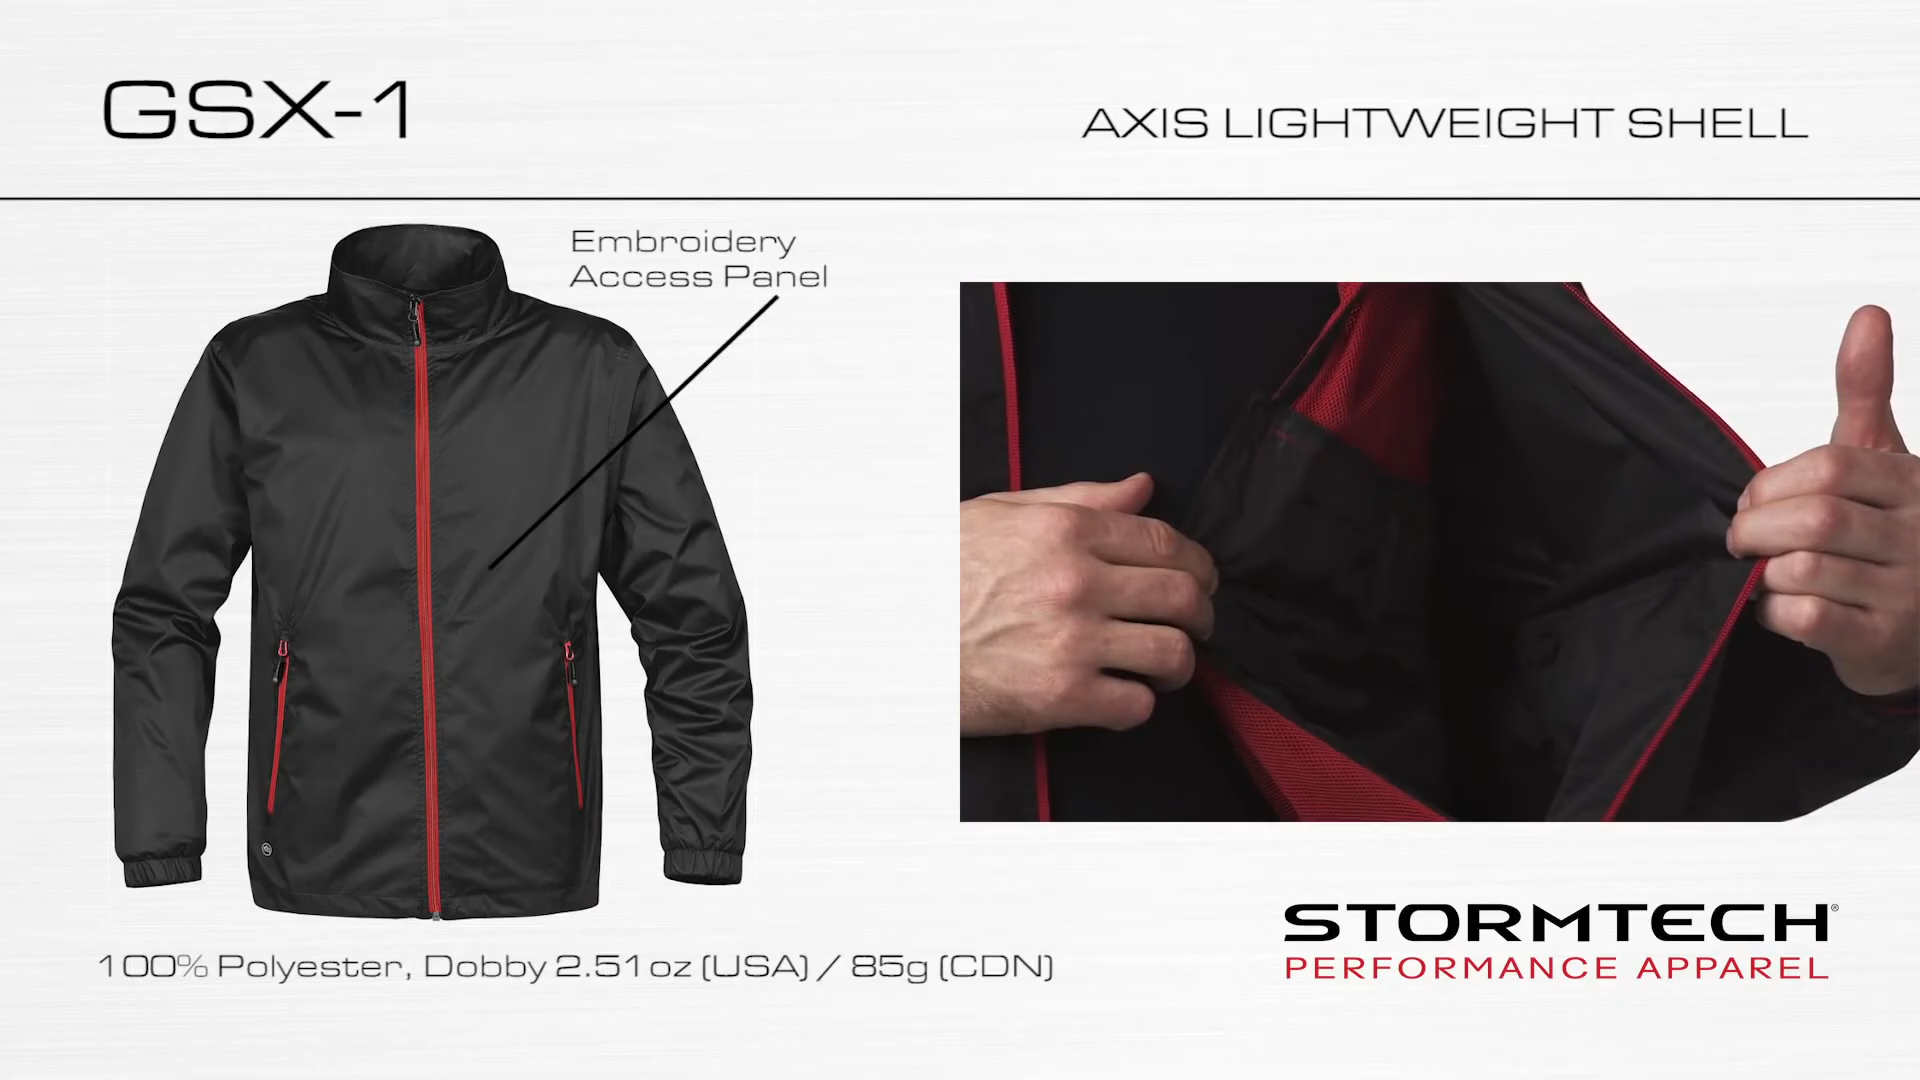 GSX-1
AXIS LIGHTWEIGHT SHELL
Embroidery
Access Panel
100% Polyester, Dobby 2.51 oz (USA) / 85g (CDN)
STORMTECH®
PERFORMANCE APPAREL